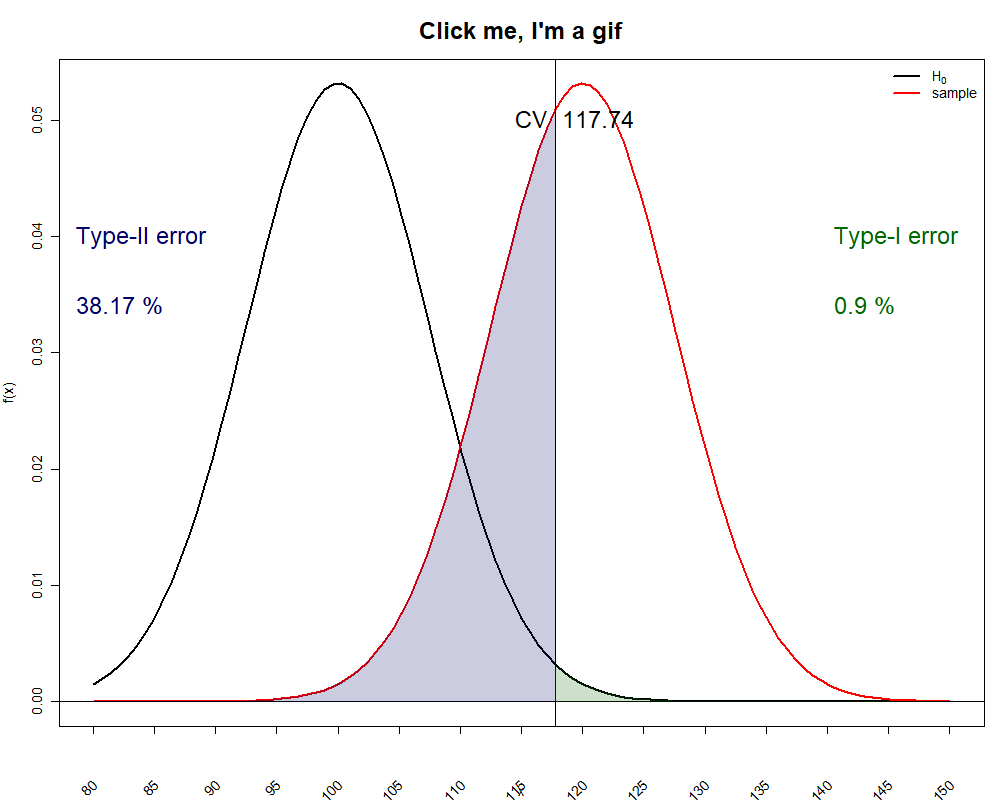 Click me, I'm a gif
H0
sample
CV 117.74
Type-II error
Type-I error
38.17 %
0.9 %
f(x)
0.05
0.04
0.03
0.02
0.01
0.00
80 85 90 95 100 105 110 115 120 125 130 135 140 145 150